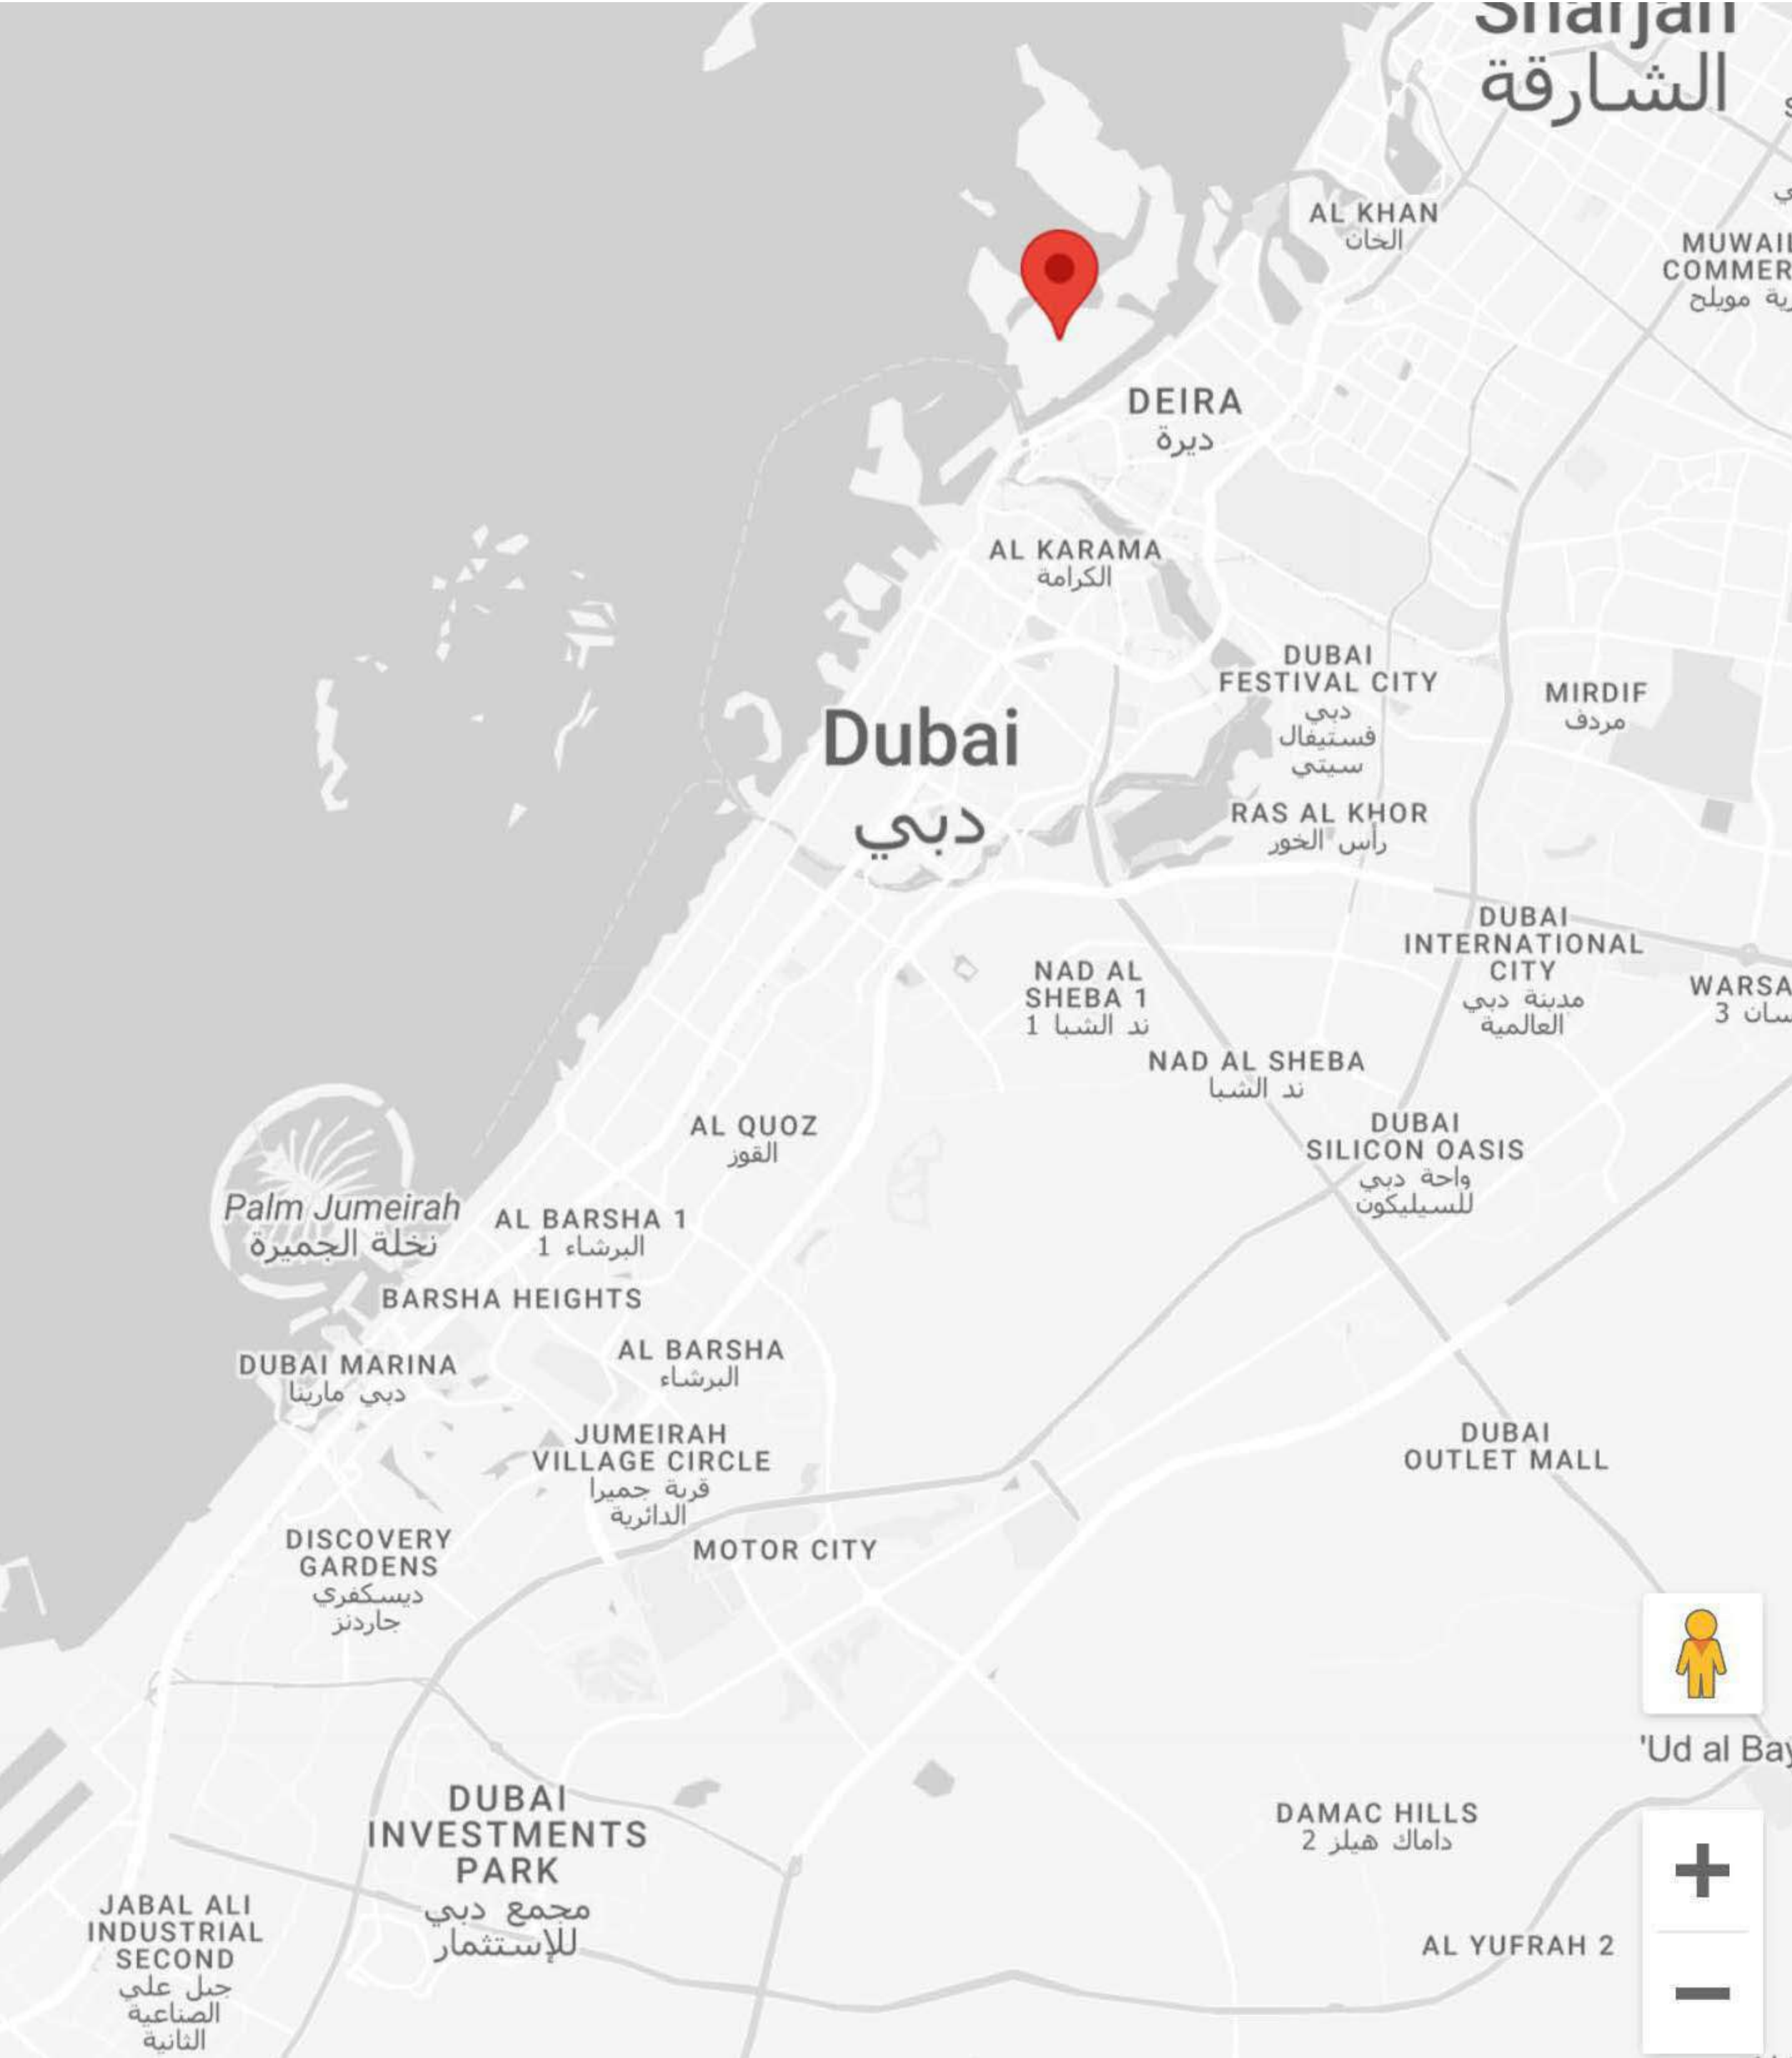 Sharjah
الشارقة
AL KHAN
الخان
DEIRA
ديرة
AL KARAMA
الكرامة
DUBAI
FESTIVAL CITY
دبي
فستيفال
سيتي
MIRDIF
مردف
Dubai
دبي
RAS AL KHOR
رأس الخور
DUBAI
INTERNATIONAL
CITY
مدينة دبي
العالمية
NAD AL
SHEBA 1
ند الشبا 1
NAD AL SHEBA
ند الشبا
DUBAI
SILICON OASIS
واحة دبي
للسيليكون
AL QUOZ
القوز
Palm Jumeirah
نخلة الجميرة
AL BARSHA 1
البرشاء 1
BARSHA HEIGHTS
AL BARSHA
البرشاء
DUBAI MARINA
دبي مارينا
JUMEIRAH
VILLAGE CIRCLE
قرية جميرا
الدائرية
DUBAI
OUTLET MALL
DISCOVERY
GARDENS
ديسكفري
جاردنز
MOTOR CITY
'Ud al Bay
DUBAI
INVESTMENTS
PARK
مجمع دبي
للإستثمار
DAMAC HILLS
داماك هيلز 2
JABAL ALI
INDUSTRIAL
SECOND
جبل علي
الصناعية
الثانية
AL YUFRAH 2